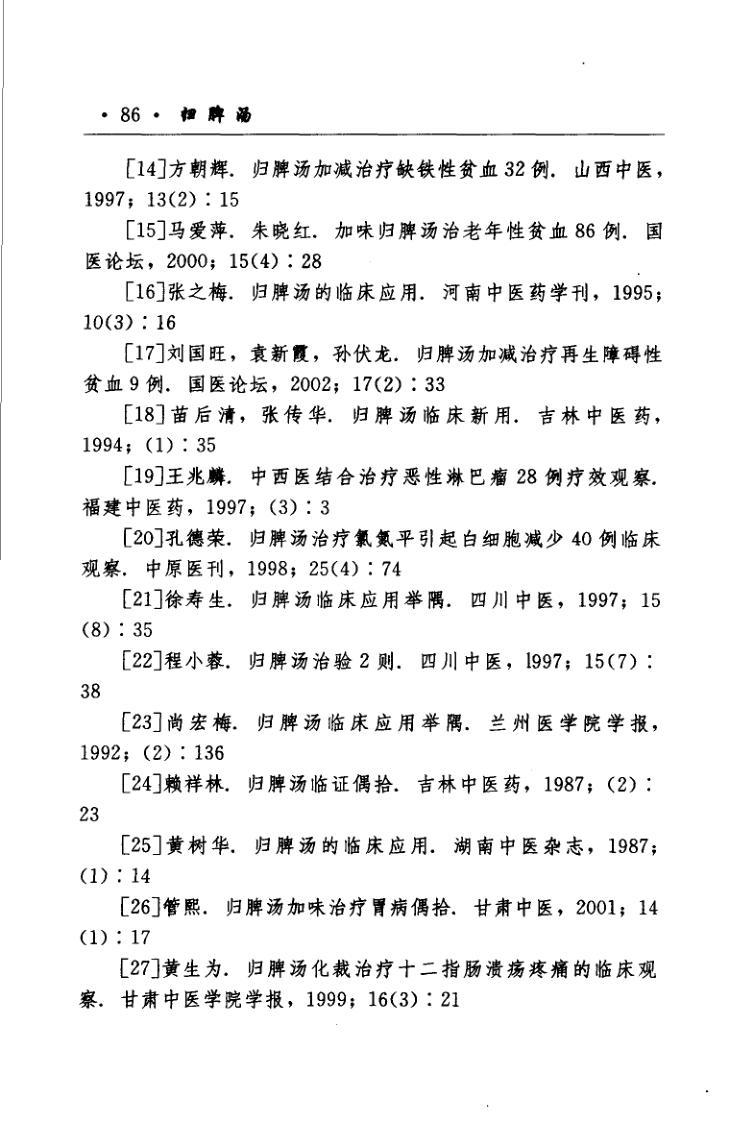 · 86 · 归脾汤
[14]方朝辉. 归脾汤加减治疗缺铁性贫血 32 例. 山西中医,
1997; 13(2)∶15
[15]马爱萍. 朱晓红. 加味归脾汤治老年性贫血 86 例. 国
医论坛, 2000; 15(4)∶28
[16]张之梅. 归脾汤的临床应用. 河南中医药学刊, 1995;
10(3)∶16
[17]刘国旺, 袁新霞, 孙伏龙. 归脾汤加减治疗再生障碍性
贫血 9 例. 国医论坛, 2002; 17(2)∶33
[18]苗后清, 张传华. 归脾汤临床新用. 吉林中医药,
1994; (1)∶35
[19]王兆麟. 中西医结合治疗恶性淋巴瘤 28 例疗效观察.
福建中医药, 1997; (3)∶3
[20]孔德荣. 归脾汤治疗氯氮平引起白细胞减少 40 例临床
观察. 中原医刊, 1998; 25(4)∶74
[21]徐寿生. 归脾汤临床应用举隅. 四川中医, 1997; 15
(8)∶35
[22]程小蓉. 归脾汤治验 2 则. 四川中医, 1997; 15(7)∶
38
[23]尚宏梅. 归脾汤临床应用举隅. 兰州医学院学报,
1992; (2)∶136
[24]赖祥林. 归脾汤临证偶拾. 吉林中医药, 1987; (2)∶
23
[25]黄树华. 归脾汤的临床应用. 湖南中医杂志, 1987;
(1)∶14
[26]管熙. 归脾汤加味治疗胃病偶拾. 甘肃中医, 2001; 14
(1)∶17
[27]黄生为. 归脾汤化裁治疗十二指肠溃疡疼痛的临床观
察. 甘肃中医学院学报, 1999; 16(3)∶21